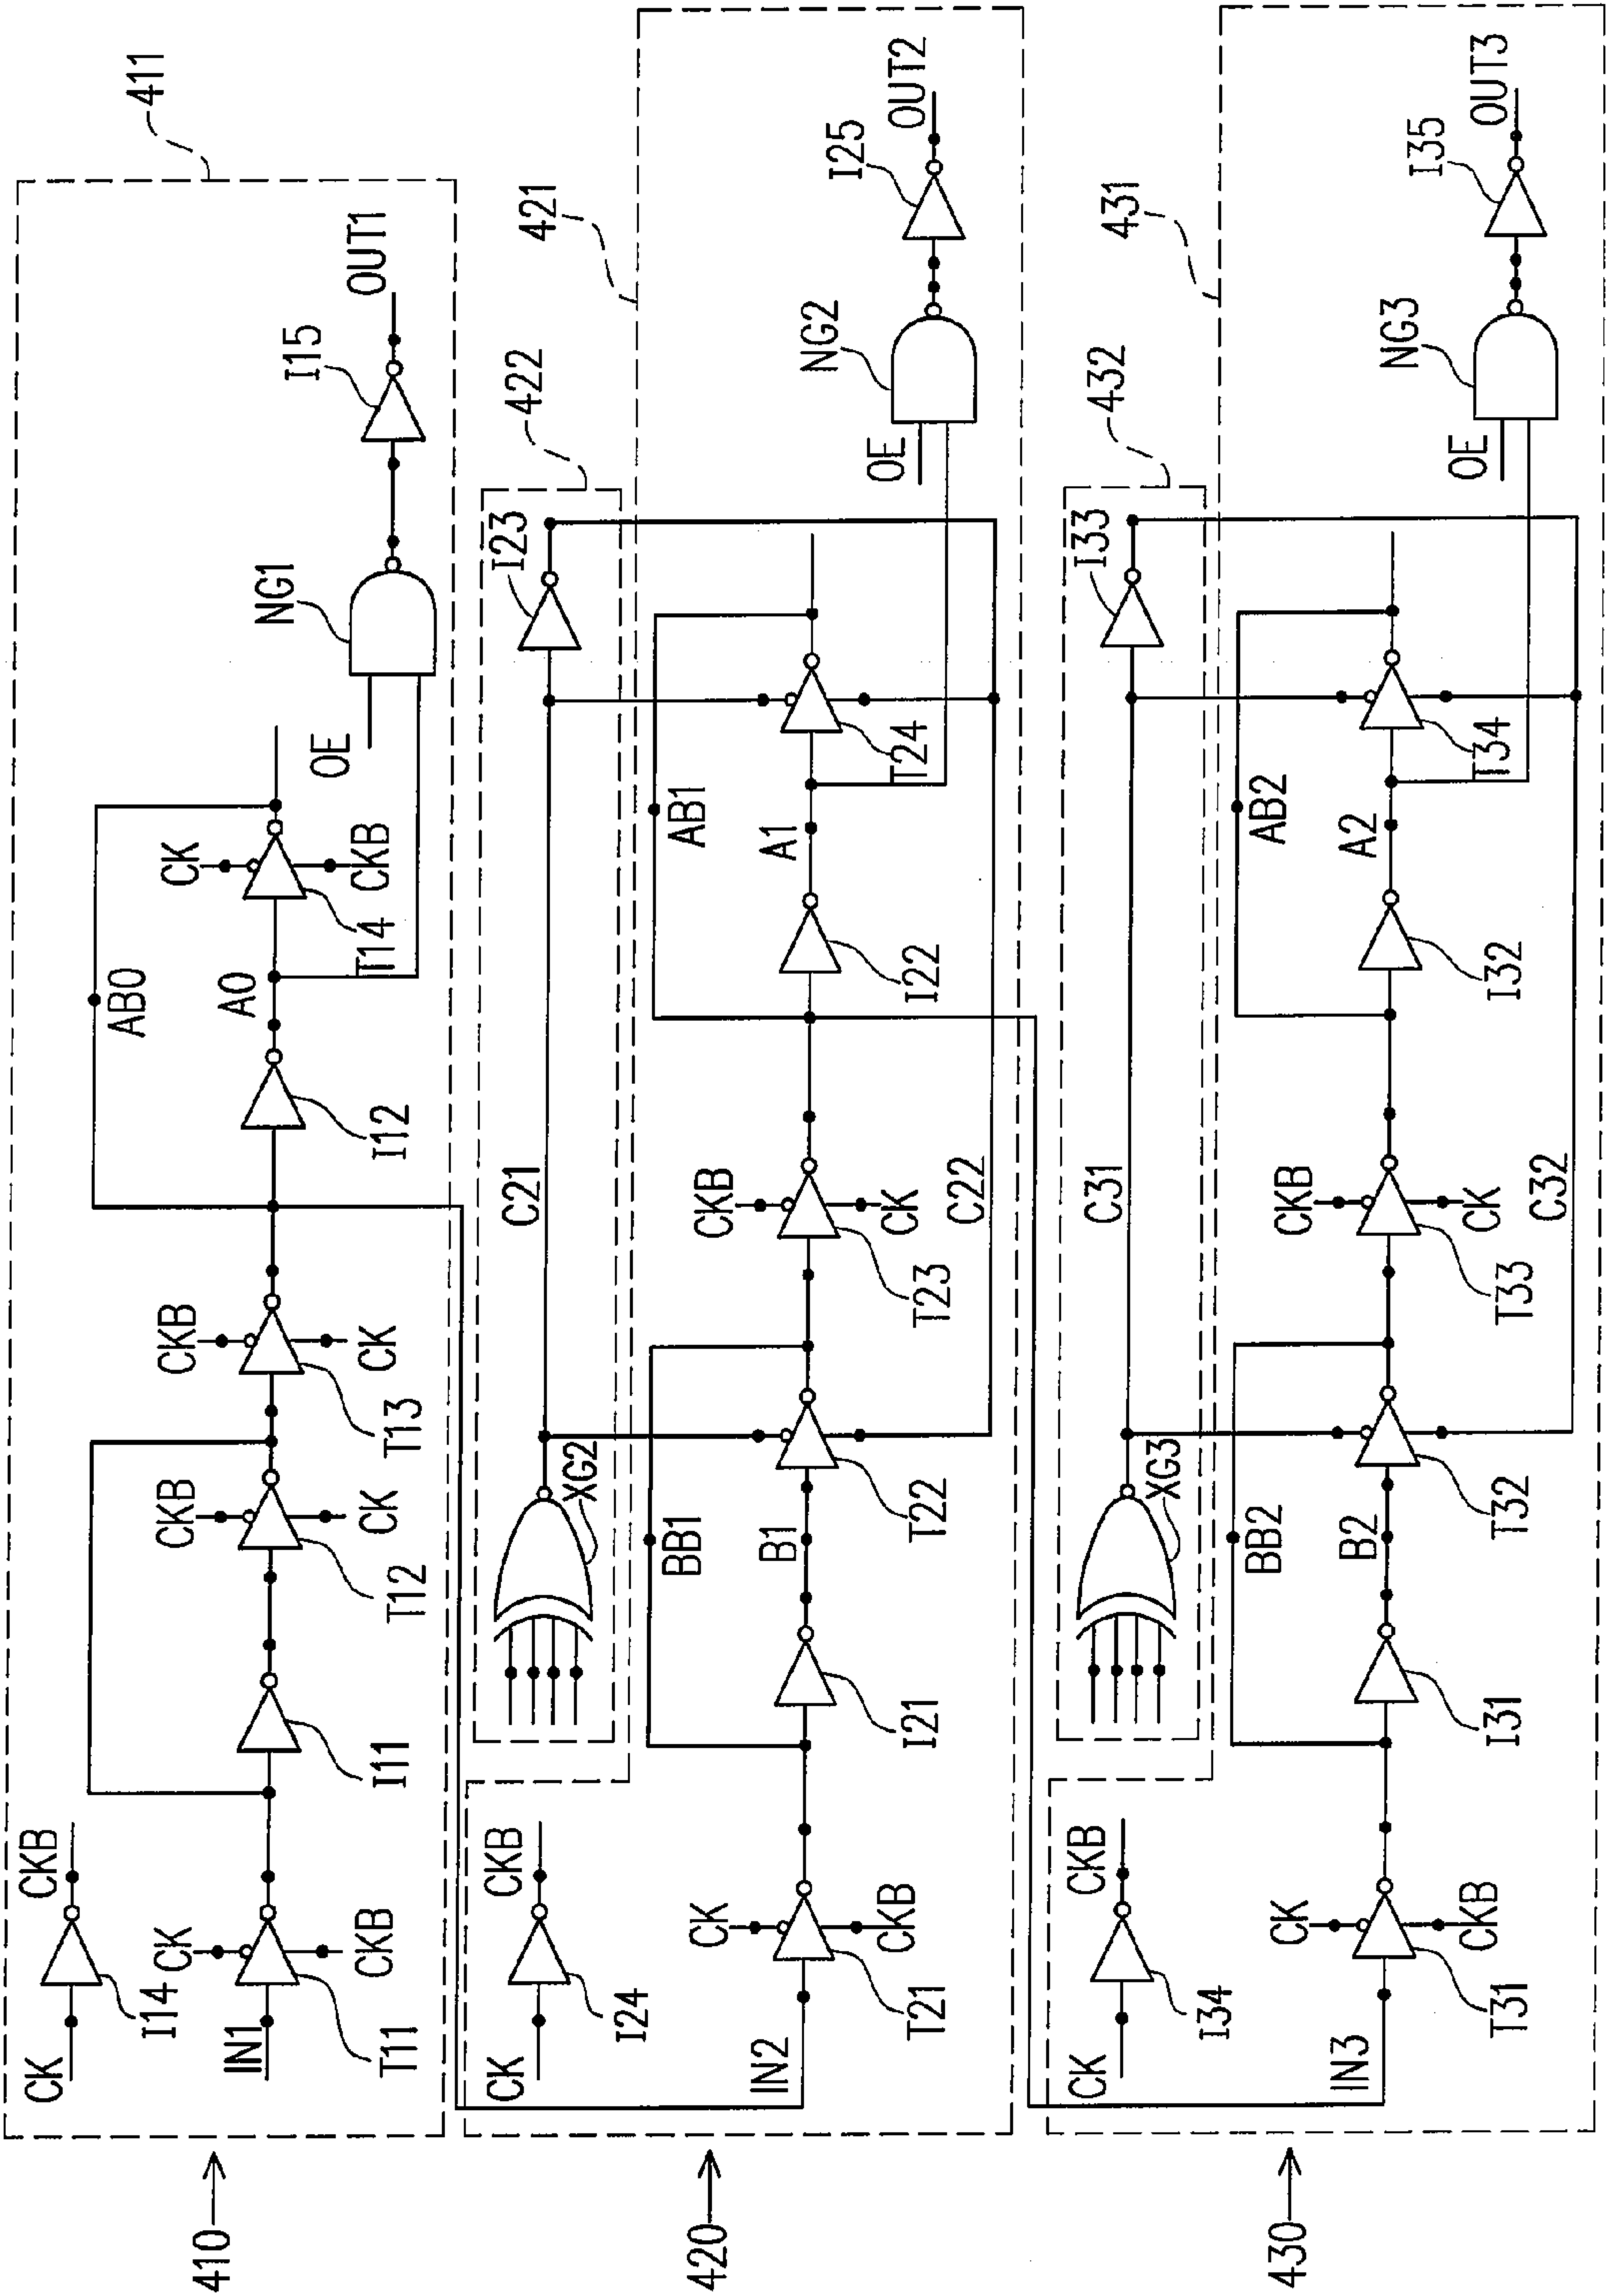 411
OUT1
I15
NG1
OE
CK
CKB
T14
AB0
A0
I12
CKB
CK
T13
CKB
CK
T12
I11
CKB
CK
I14
CK
CKB
IN1
T11
410
421
OUT2
I25
NG2
OE
422
I23
T24
AB1
A1
I22
C21
CKB
CK
C22
T23
XG2
T22
BB1
B1
I21
CKB
CK
I24
CK
CKB
IN2
T21
420
431
OUT3
I35
NG3
OE
432
I33
T34
AB2
A2
I32
C31
CKB
CK
C32
T33
XG3
T32
BB2
B2
I31
CKB
CK
I34
CK
CKB
IN3
T31
430